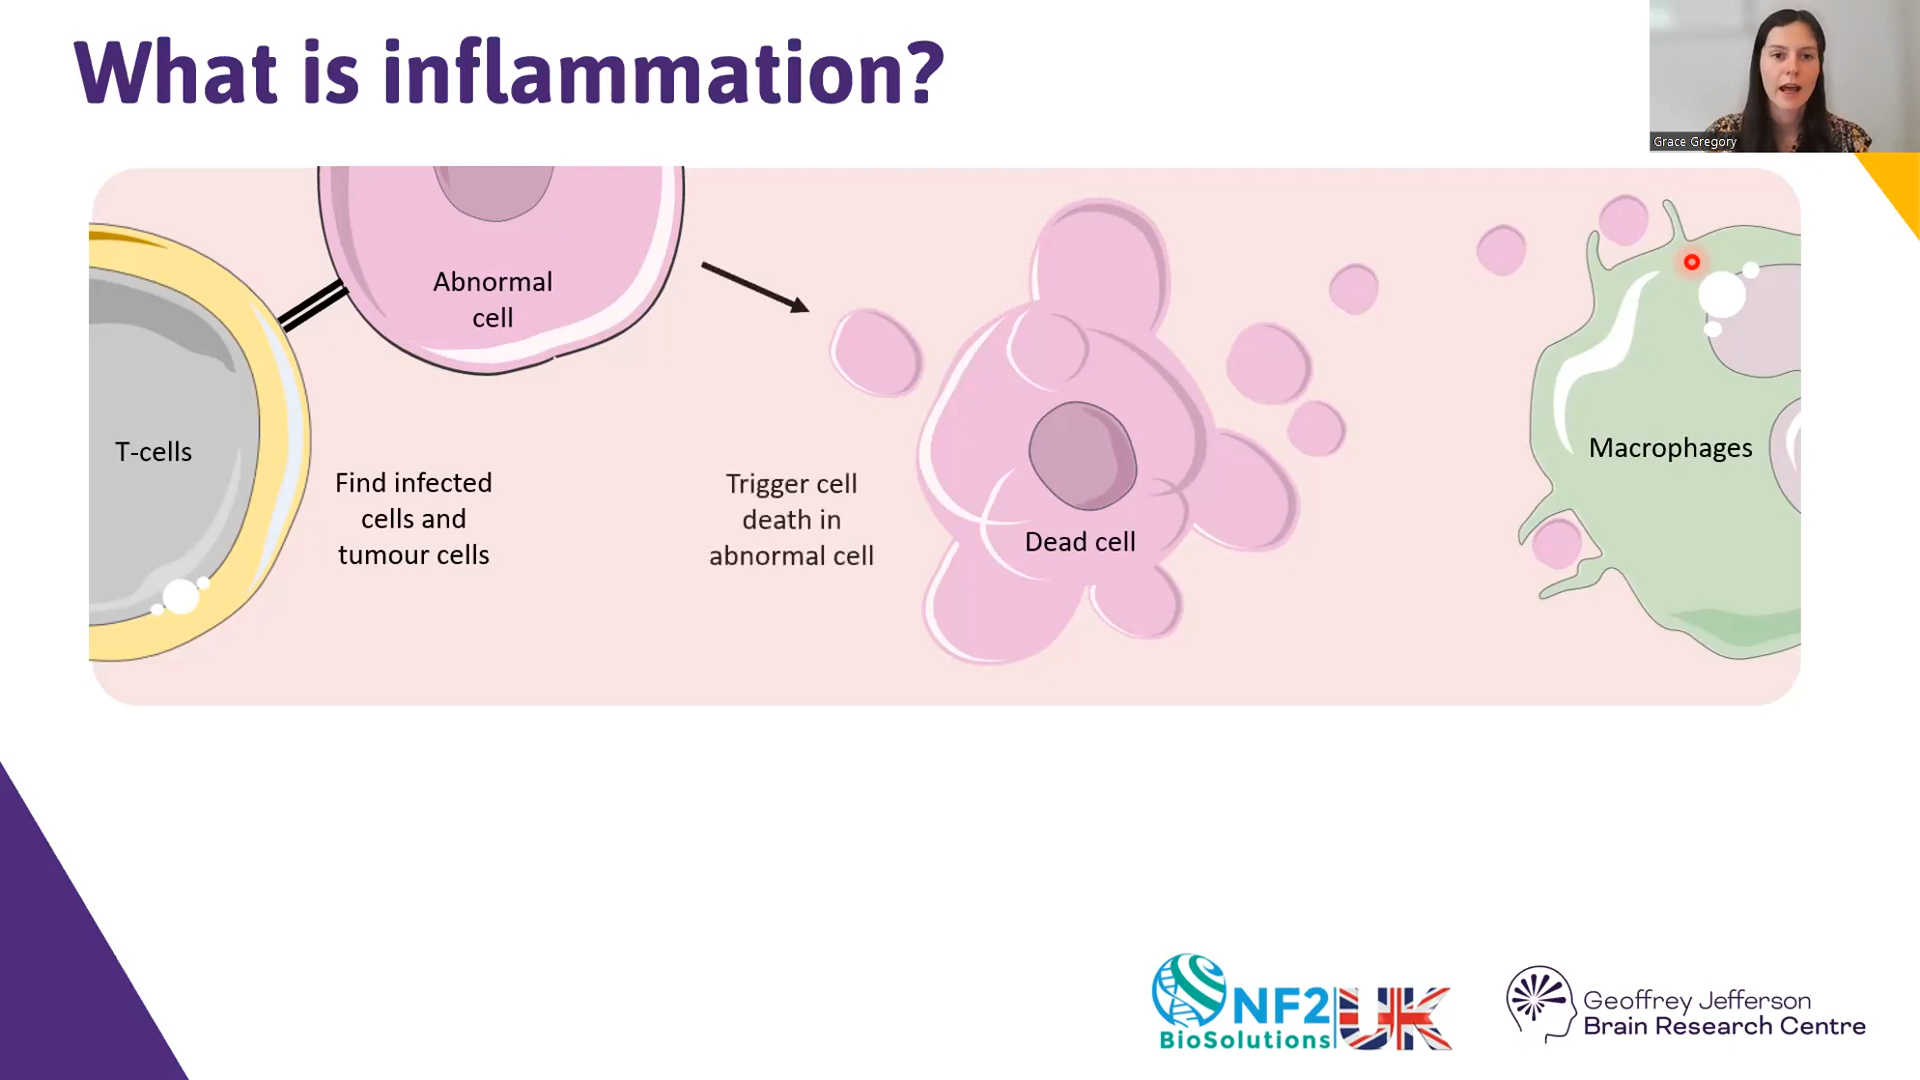 What is inflammation?
Grace Gregory
Abnormal
cell
T-cells
Find infected
cells and
tumour cells
Trigger cell
death in
abnormal cell
Dead cell
Macrophages
NF2 UK
BioSolutions
Geoffrey Jefferson
Brain Research Centre